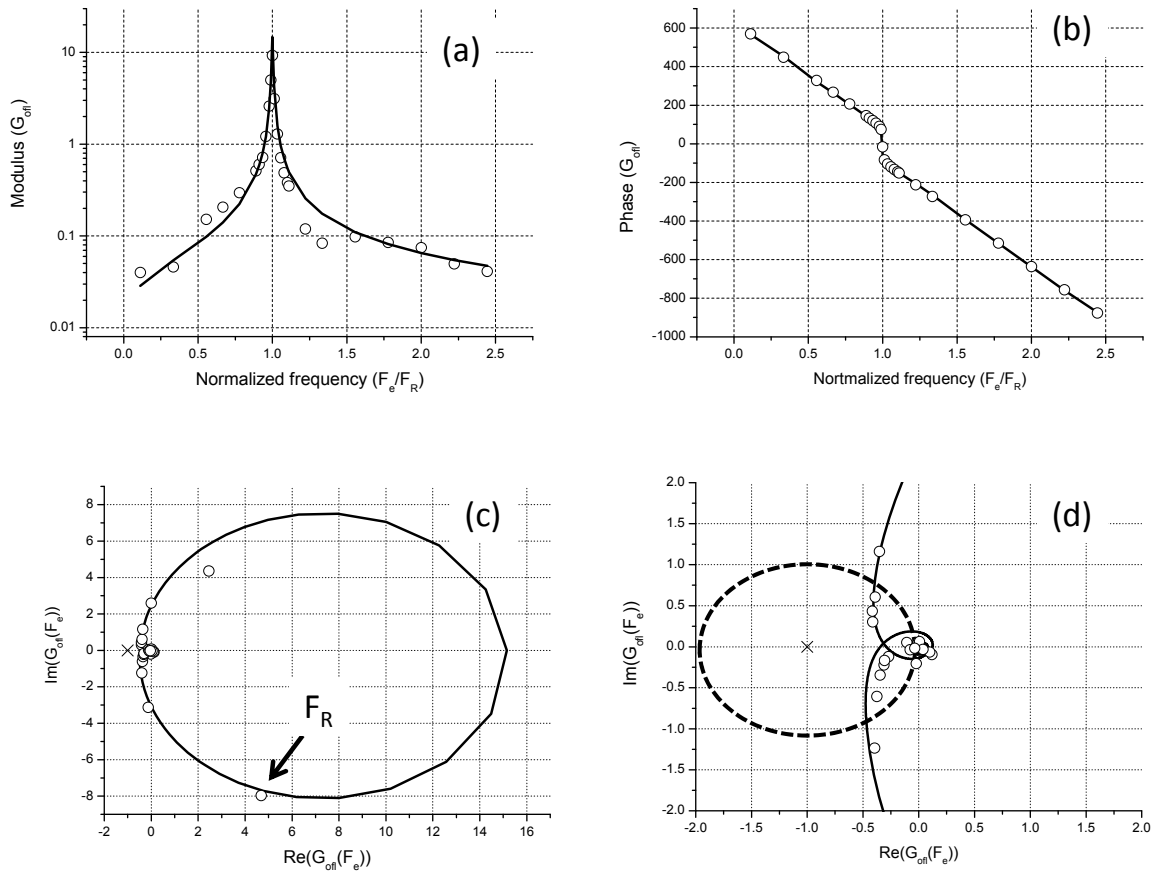 (a)
Modulus (G_ofl)
10
1
0.1
0.01
0.0 0.5 1.0 1.5 2.0 2.5
Normalized frequency (F_e/F_R)
(b)
Phase (G_ofl)
600
400
200
0
-200
-400
-600
-800
-1000
0.0 0.5 1.0 1.5 2.0 2.5
Nortmalized frequency (F_e/F_R)
(c)
Im(G_ofl(F_e))
8
6
4
2
0
-2
-4
-6
-8
F_R
-2 0 2 4 6 8 10 12 14 16
Re(G_ofl(F_e))
(d)
Im(G_ofl(F_e))
2.0
1.5
1.0
0.5
0.0
-0.5
-1.0
-1.5
-2.0
-2.0 -1.5 -1.0 -0.5 0.0 0.5 1.0 1.5 2.0
Re(G_ofl(F_e))